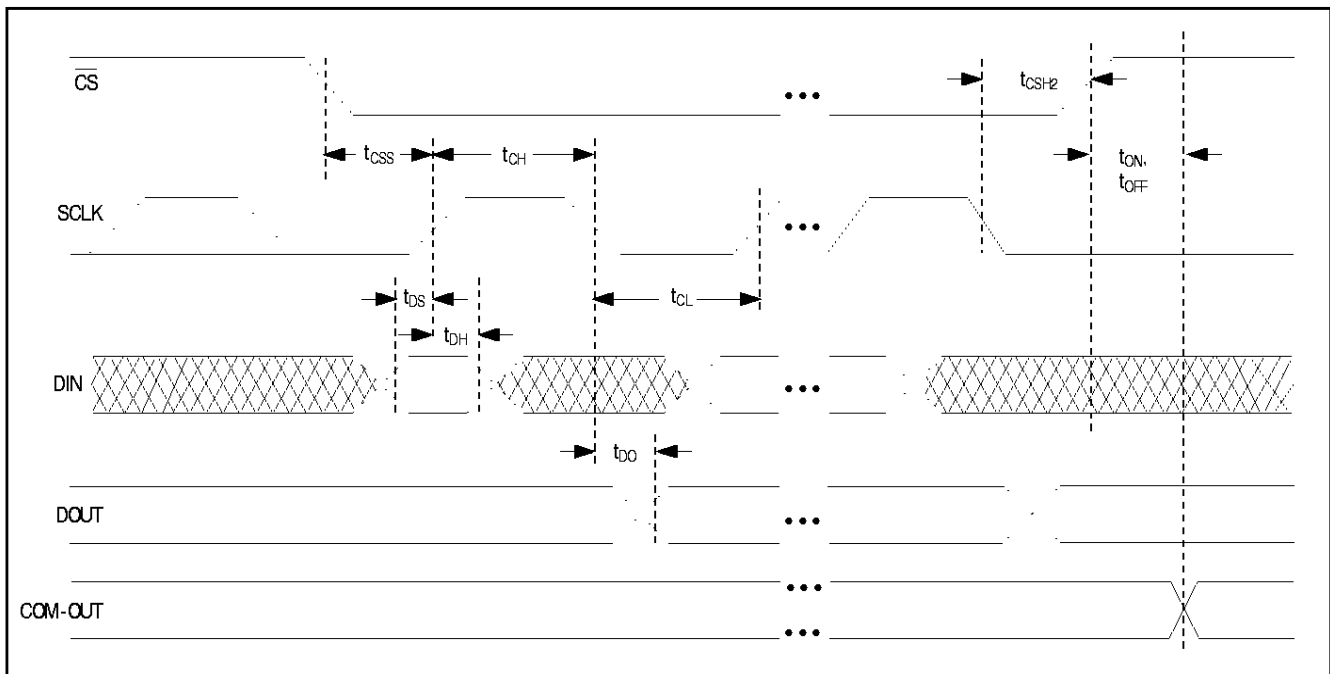 CS
tCSH2
tCSS
tCH
tON,
tOFF
SCLK
tDS
tCL
tDH
DIN
tDO
DOUT
COM-OUT